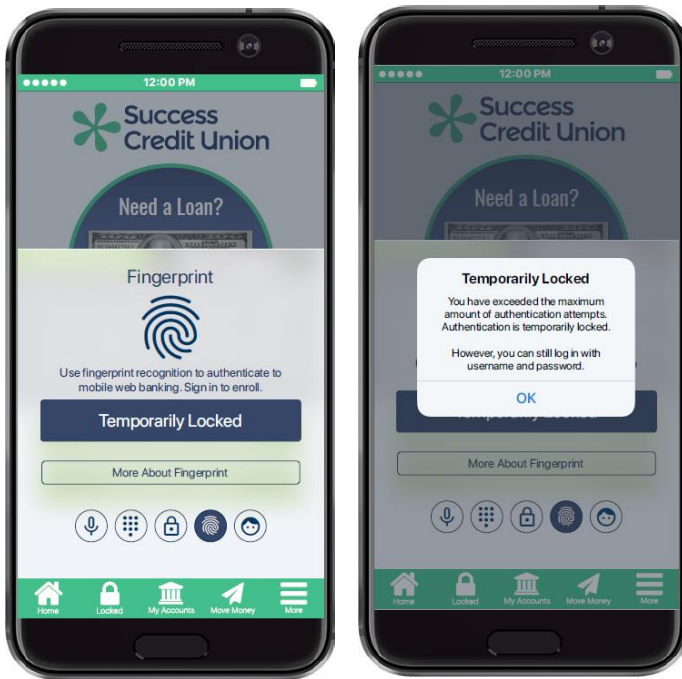 12:00 PM
Success
Credit Union
Need a Loan?
Fingerprint
Use fingerprint recognition to authenticate to
mobile web banking. Sign in to enroll.
Temporarily Locked
More About Fingerprint
Home
Locked
My Accounts
Move Money
More
12:00 PM
Success
Credit Union
Need a Loan?
Temporarily Locked
You have exceeded the maximum
amount of authentication attempts.
Authentication is temporarily locked.
However, you can still log in with
username and password.
OK
Temporarily Locked
More About Fingerprint
Home
Locked
My Accounts
Move Money
More